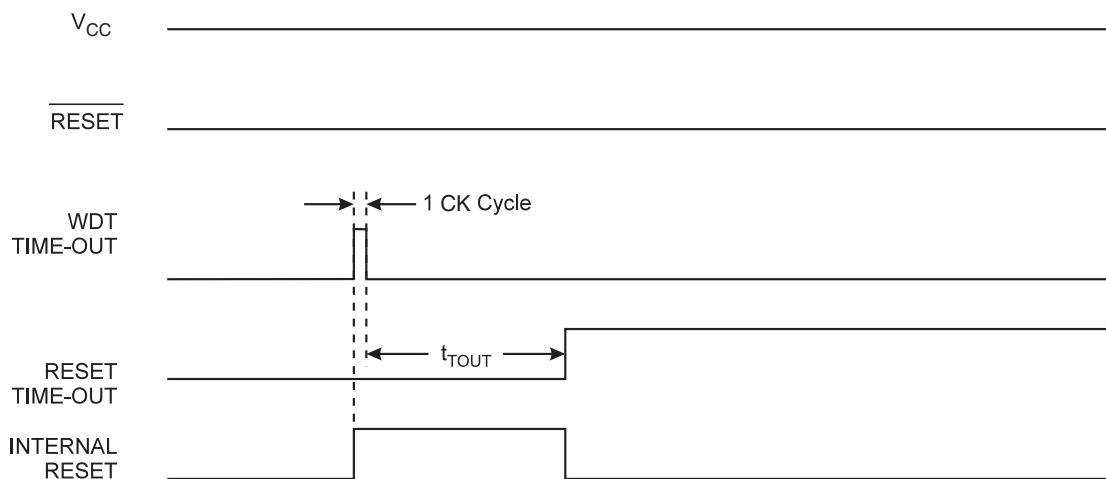 VCC
RESET
1 CK Cycle
WDT
TIME-OUT
tTOUT
RESET
TIME-OUT
INTERNAL
RESET